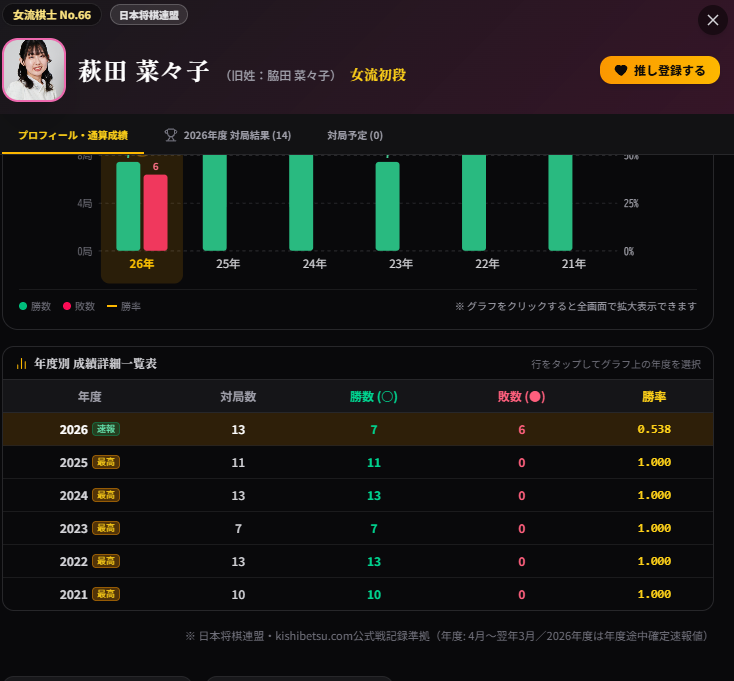 女流棋士 No.66 日本将棋連盟
萩田 菜々子 （旧姓：脇田 菜々子） 女流初段 推し登録する
プロフィール・通算成績 2026年度 対局結果 (14) 対局予定 (0)
6
4局 25%
0局 0%
26年 25年 24年 23年 22年 21年
勝数 敗数 勝率 ※ グラフをクリックすると全画面で拡大表示できます
年度別 成績詳細一覧表 行をタップしてグラフ上の年度を選択
年度 対局数 勝数 (○) 敗数 (●) 勝率
2026 速報 13 7 6 0.538
2025 最高 11 11 0 1.000
2024 最高 13 13 0 1.000
2023 最高 7 7 0 1.000
2022 最高 13 13 0 1.000
2021 最高 10 10 0 1.000
※ 日本将棋連盟・kishibetsu.com公式戦記録準拠（年度: 4月〜翌年3月／2026年度は年度途中確定速報値）